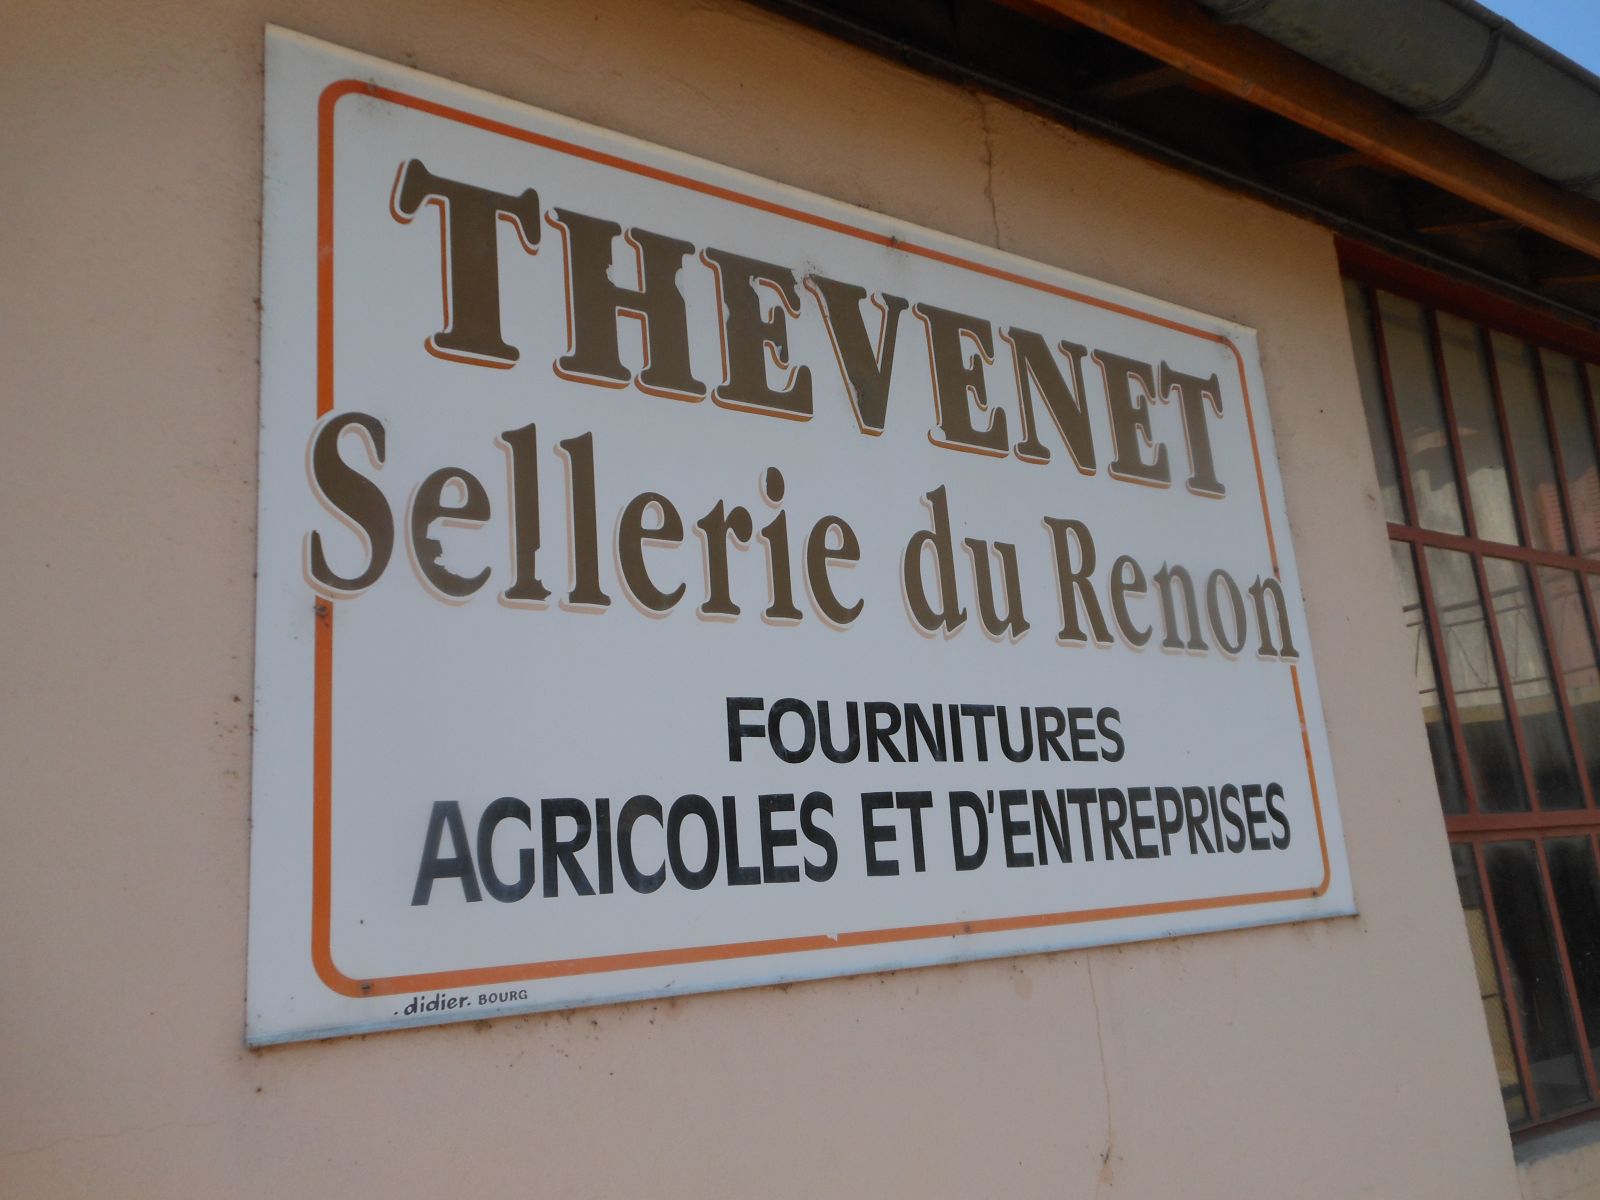 THEVENET
Sellerie du Renon
FOURNITURES
AGRICOLES ET D'ENTREPRISES
.didier. BOURG